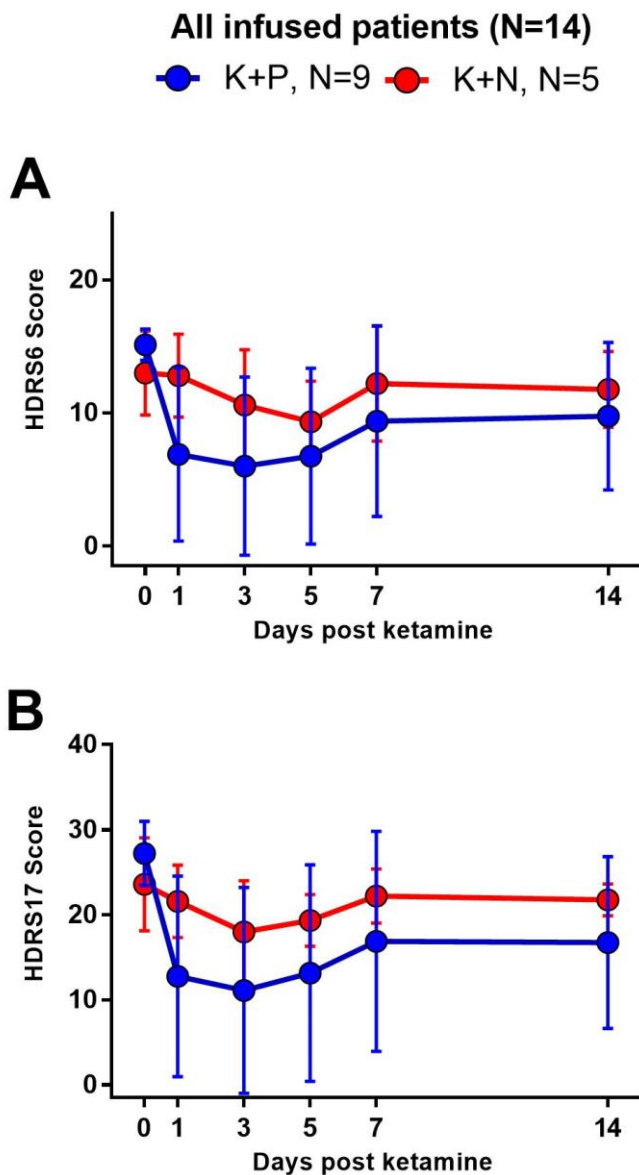 All infused patients (N=14)
K+P, N=9 K+N, N=5
A
HDRS6 Score
20
10
0
0 1 3 5 7 14
Days post ketamine
B
HDRS17 Score
40
30
20
10
0
0 1 3 5 7 14
Days post ketamine